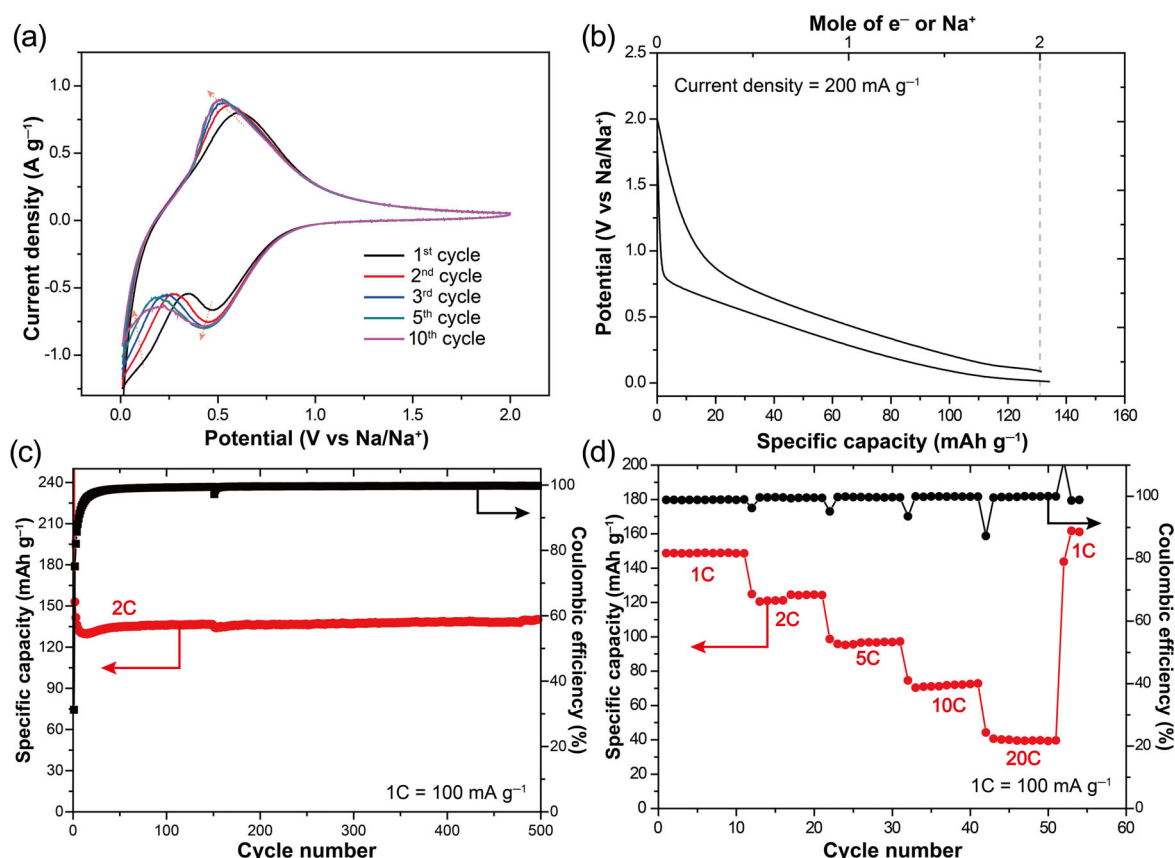 (a)
Current density (A g⁻¹)
1.0
0.5
0.0
-0.5
-1.0
1ˢᵗ cycle
2ⁿᵈ cycle
3ʳᵈ cycle
5ᵗʰ cycle
10ᵗʰ cycle
0.0 0.5 1.0 1.5 2.0
Potential (V vs Na/Na⁺)
(b)
Mole of e⁻ or Na⁺
0 1 2
Potential (V vs Na/Na⁺)
2.5
2.0
1.5
1.0
0.5
0.0
Current density = 200 mA g⁻¹
0 20 40 60 80 100 120 140 160
Specific capacity (mAh g⁻¹)
(c)
Specific capacity (mAh g⁻¹)
240
210
180
150
135
90
75
60
30
0
2C
1C = 100 mA g⁻¹
100
80
60
40
20
0
Coulombic efficiency (%)
0 100 200 300 400 500
Cycle number
(d)
Specific capacity (mAh g⁻¹)
200
180
160
140
120
100
80
60
40
20
0
1C
2C
5C
10C
20C
1C
1C = 100 mA g⁻¹
100
80
60
40
20
0
Coulombic efficiency (%)
0 10 20 30 40 50 60
Cycle number